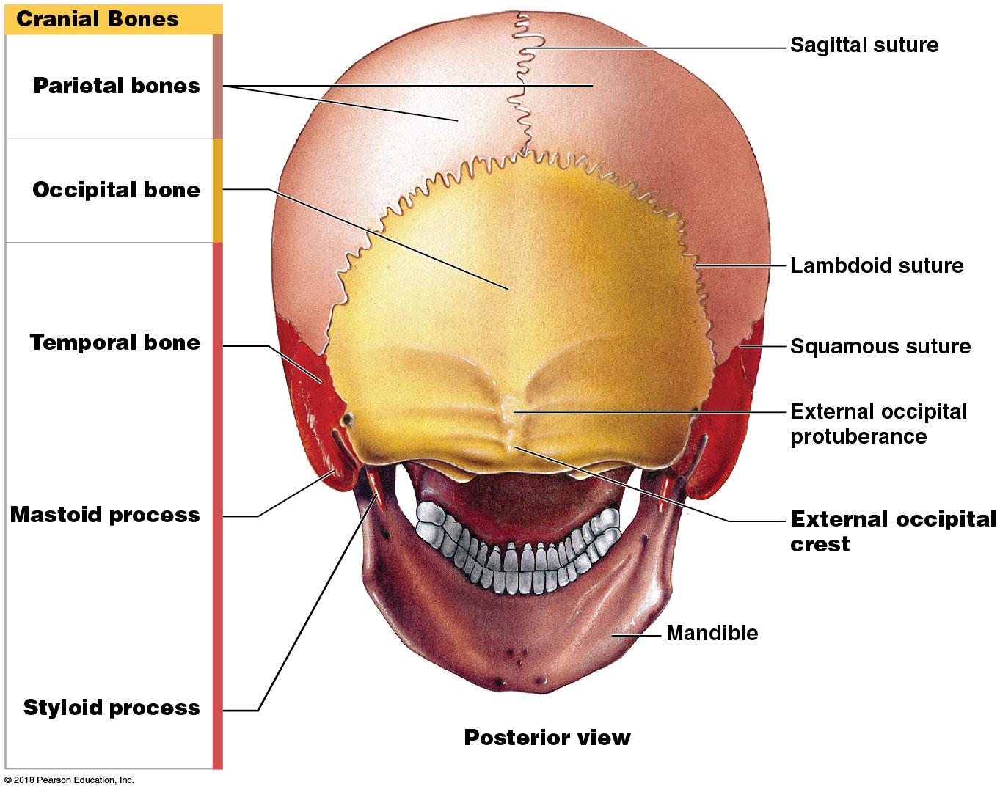 Cranial Bones
Parietal bones
Occipital bone
Temporal bone
Mastoid process
Styloid process
Sagittal suture
Lambdoid suture
Squamous suture
External occipital
protuberance
External occipital
crest
Mandible
Posterior view
© 2018 Pearson Education, Inc.